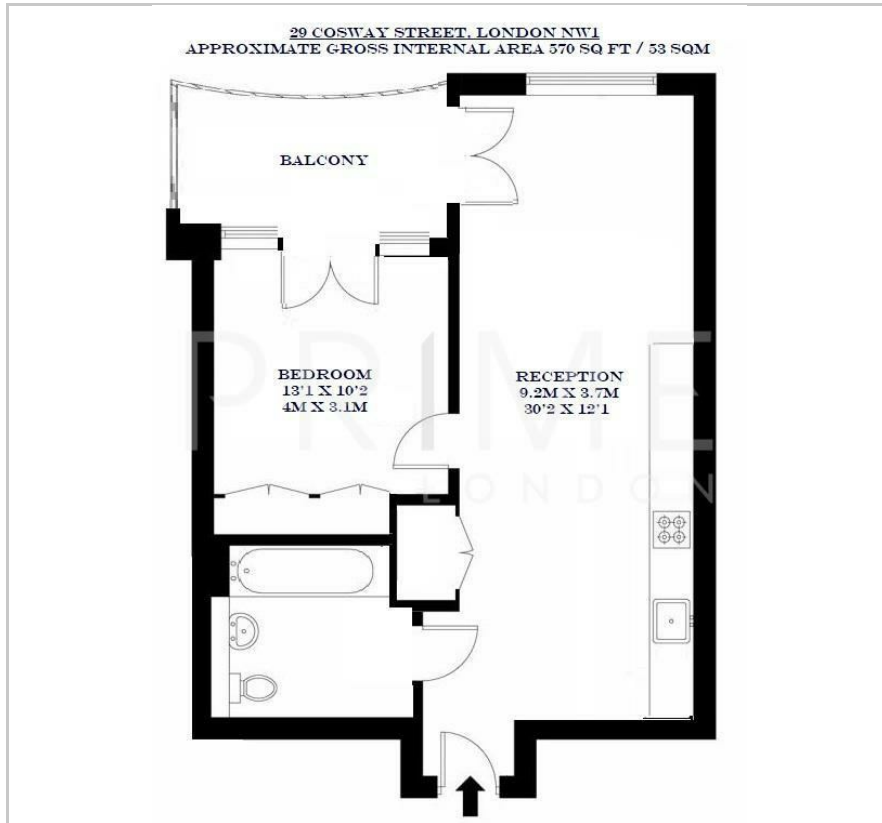 29 COSWAY STREET, LONDON NW1
APPROXIMATE GROSS INTERNAL AREA 570 SQ FT / 53 SQM
BALCONY
BEDROOM
13'1 X 10'2
4M X 3.1M
RECEPTION
9.2M X 3.7M
30'2 X 12'1
PRIME
LONDON